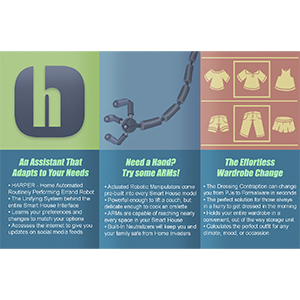 h
An Assistant That
Adapts to Your Needs
• HARPER - Home Automated
Routinely Performing Errand Robot
• The Unifying System behind the
entire Smart House Interface
• Learns your preferences and
changes to match your options
• Accesses the internet to give you
updates on social media feeds
Need a Hand?
Try some ARMs!
• Actuated Robotic Manipulators come
pre-built into every Smart House model
• Powerful enough to lift a couch, but
delicate enough to cook an omlette
• ARMs are capable of reaching nearly
every space in your Smart House
• Built-In Neutralizers will keep you and
your family safe from Home Invaders
The Effortless
Wardrobe Change
• The Dressing Contraption can change
you from PJs to Formalware in seconds
• The perfect solution for those always
in a hurry to get dressed in the morning
• Holds your entire wardrobe in a
convenient, out of the way storage unit
• Calculates the perfect outfit for any
climate, mood, or occassion